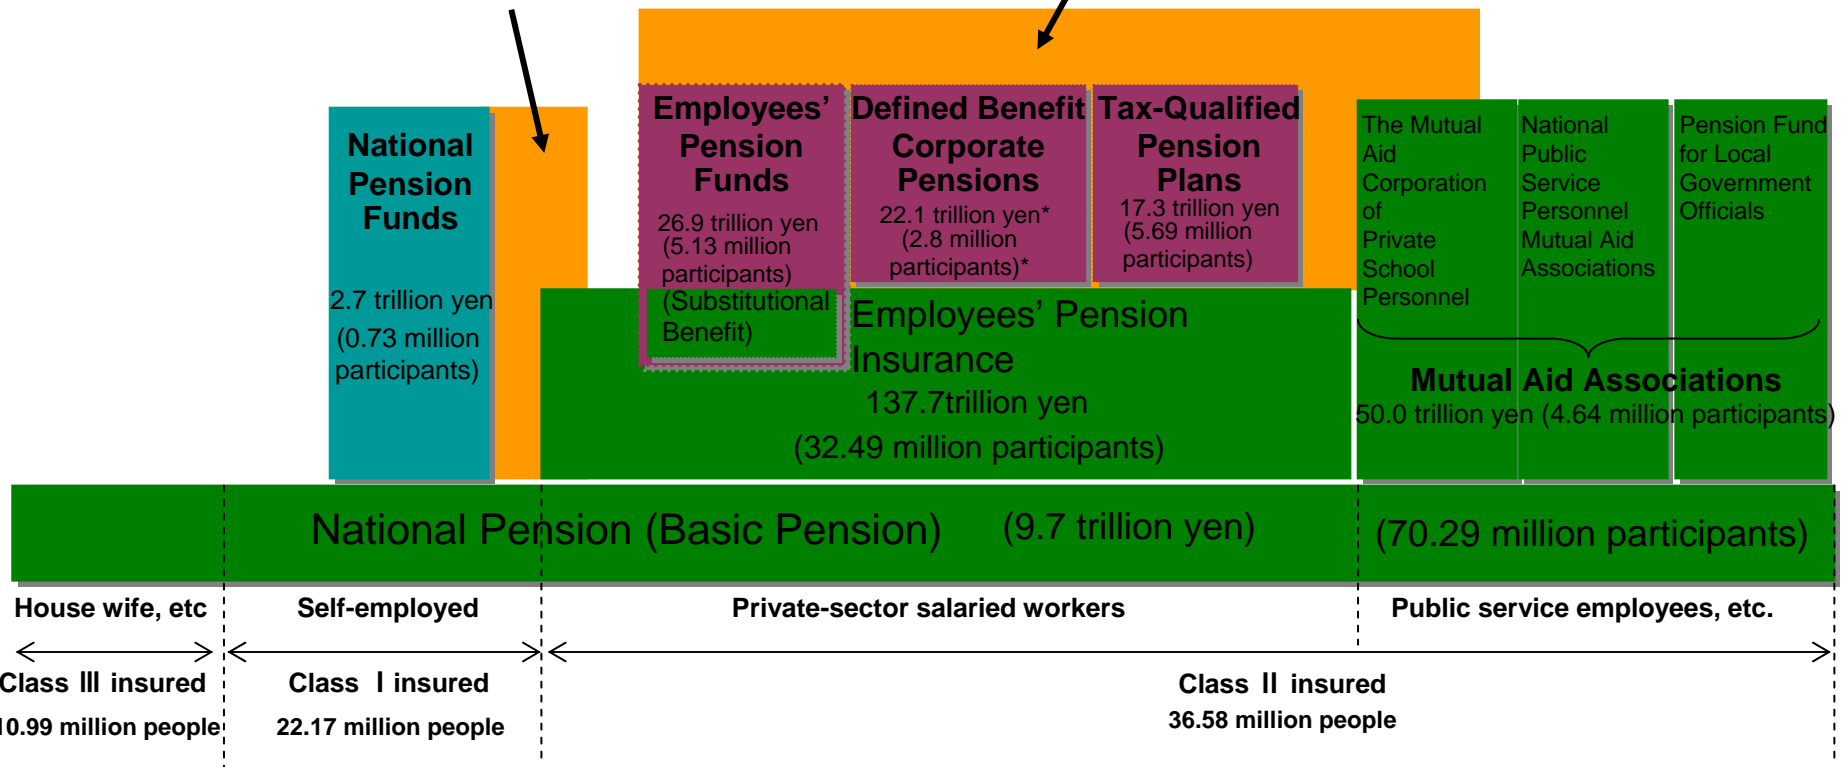 National
Pension
Funds
2.7 trillion yen
(0.73 million
participants)
Employees’
Pension
Funds
26.9 trillion yen
(5.13 million
participants)
(Substitutional
Benefit)
Defined Benefit
Corporate
Pensions
22.1 trillion yen*
(2.8 million
participants)*
Tax-Qualified
Pension
Plans
17.3 trillion yen
(5.69 million
participants)
The Mutual
Aid
Corporation
of
Private
School
Personnel
National
Public
Service
Personnel
Mutual Aid
Associations
Pension Fund
for Local
Government
Officials
Employees’ Pension
Insurance
137.7trillion yen
(32.49 million participants)
Mutual Aid Associations
50.0 trillion yen (4.64 million participants)
National Pension (Basic Pension) (9.7 trillion yen) (70.29 million participants)
House wife, etc Self-employed Private-sector salaried workers Public service employees, etc.
Class III insured Class I insured Class II insured
10.99 million people 22.17 million people 36.58 million people